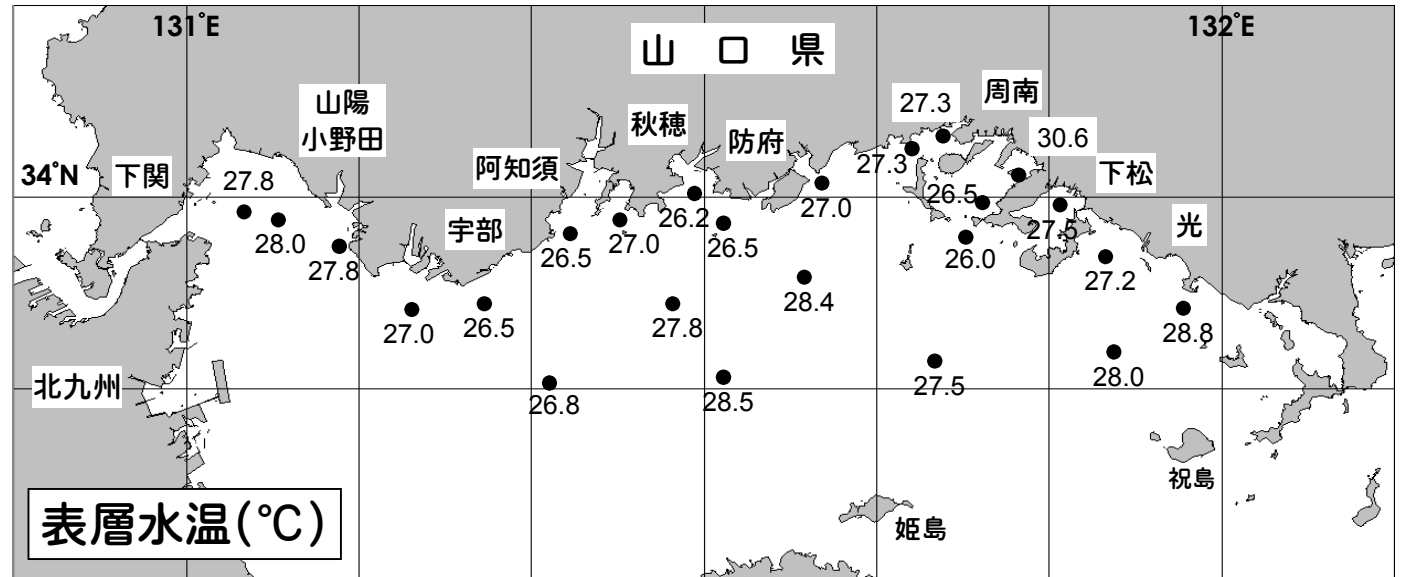 131°E
132°E
山 口 県
山陽
小野田
秋穂
防府
27.3
周南
30.6
阿知須
27.3
下松
34°N
下関
27.8
26.2
27.0
26.5
27.5
光
28.0
27.8
宇部
26.5
27.0
26.5
26.0
27.2
27.0
26.5
27.8
28.4
28.8
北九州
26.8
28.5
27.5
28.0
祝島
姫島
表層水温(℃)